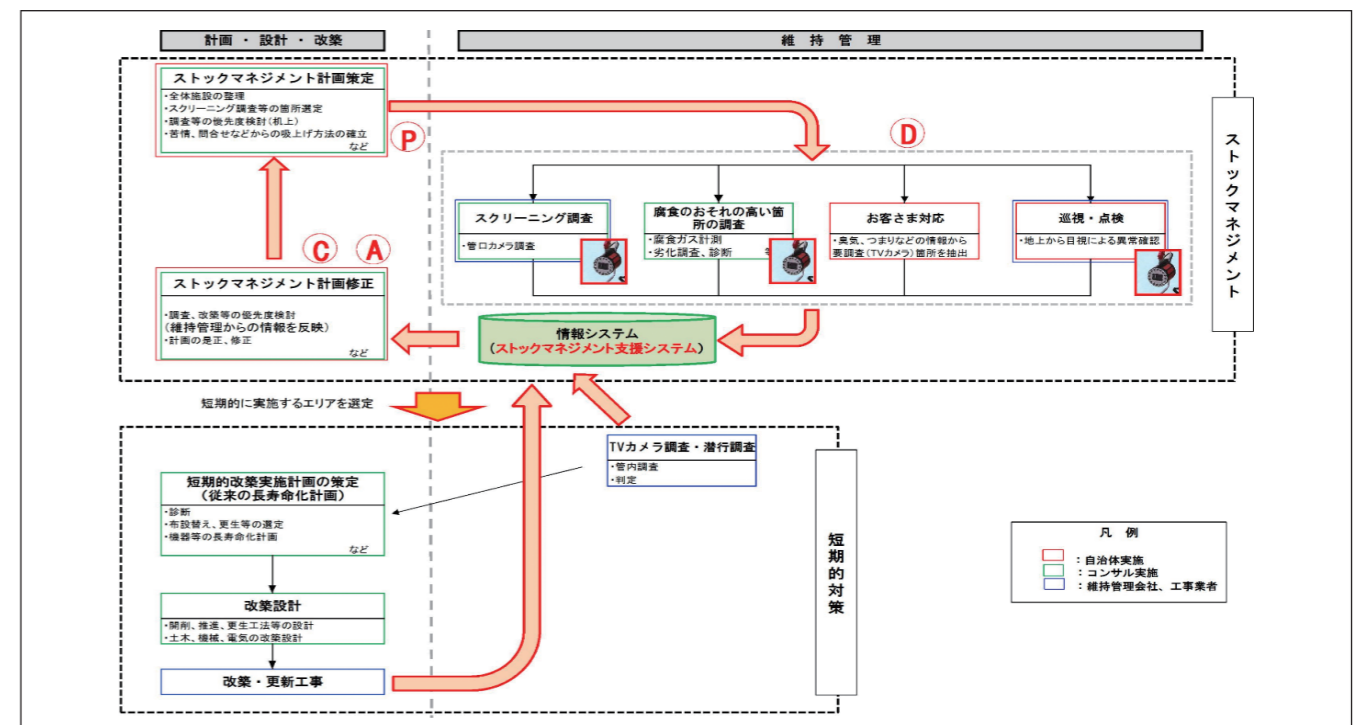 計画・設計・改築
維持管理
ストックマネジメント計画策定
・全体施設の整理
・スクリーニング調査等の箇所選定
・調査等の優先度検討(机上)
・苦情、問合せなどからの吸上げ方法の確立
など
P
D
スクリーニング調査
・管口カメラ調査
腐食のおそれの高い箇
所の調査
・腐食ガス計測
・劣化調査、診断
お客さま対応
・臭気、つまりなどの情報から
要調査(TVカメラ)箇所を抽出
巡視・点検
・地上から目視による異常確認
ストックマネジメント
C
A
ストックマネジメント計画修正
・調査、改築等の優先度検討
(維持管理からの情報を反映)
・計画の是正、修正
など
情報システム
(ストックマネジメント支援システム)
短期的に実施するエリアを選定
TVカメラ調査・潜行調査
・管内調査
・判定
短期的改築実施計画の策定
(従来の長寿命化計画)
・診断
・布設替え、更生等の選定
・機器等の長寿命化計画
など
改築設計
・開削、推進、更生工法等の設計
・土木、機械、電気の改築設計
改築・更新工事
短期的対策
凡例
:自治体実施
:コンサル実施
:維持管理会社、工事業者